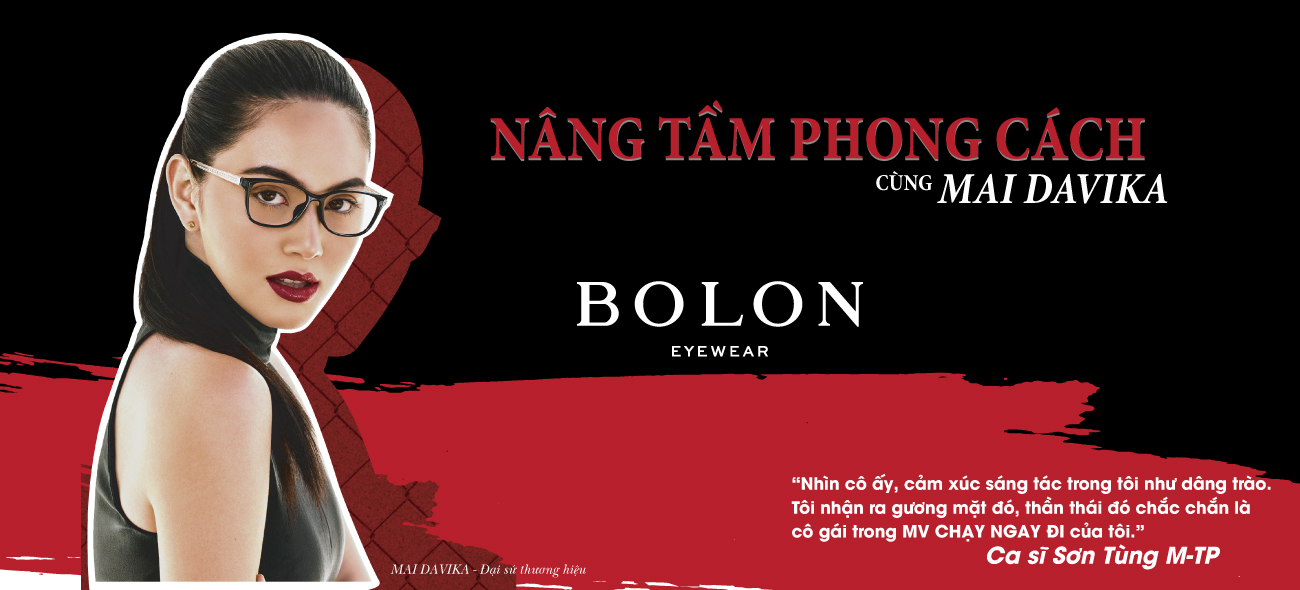 NÂNG TẦM PHONG CÁCH
CÙNG MAI DAVIKA
BOLON
EYEWEAR
“Nhìn cô ấy, cảm xúc sáng tác trong tôi như dâng trào.
Tôi nhận ra gương mặt đó, thần thái đó chắc chắn là
cô gái trong MV CHẠY NGAY ĐI của tôi.”
Ca sĩ Sơn Tùng M-TP
MAI DAVIKA - Đại sứ thương hiệu